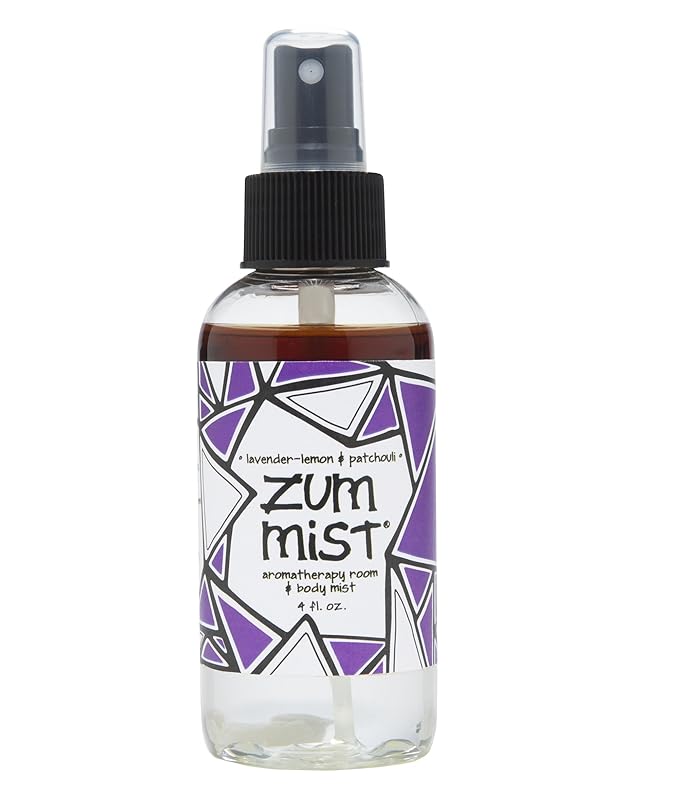 • lavender-lemon & patchouli •
zum
mist®
aromatherapy room
& body mist
4 fl. oz.